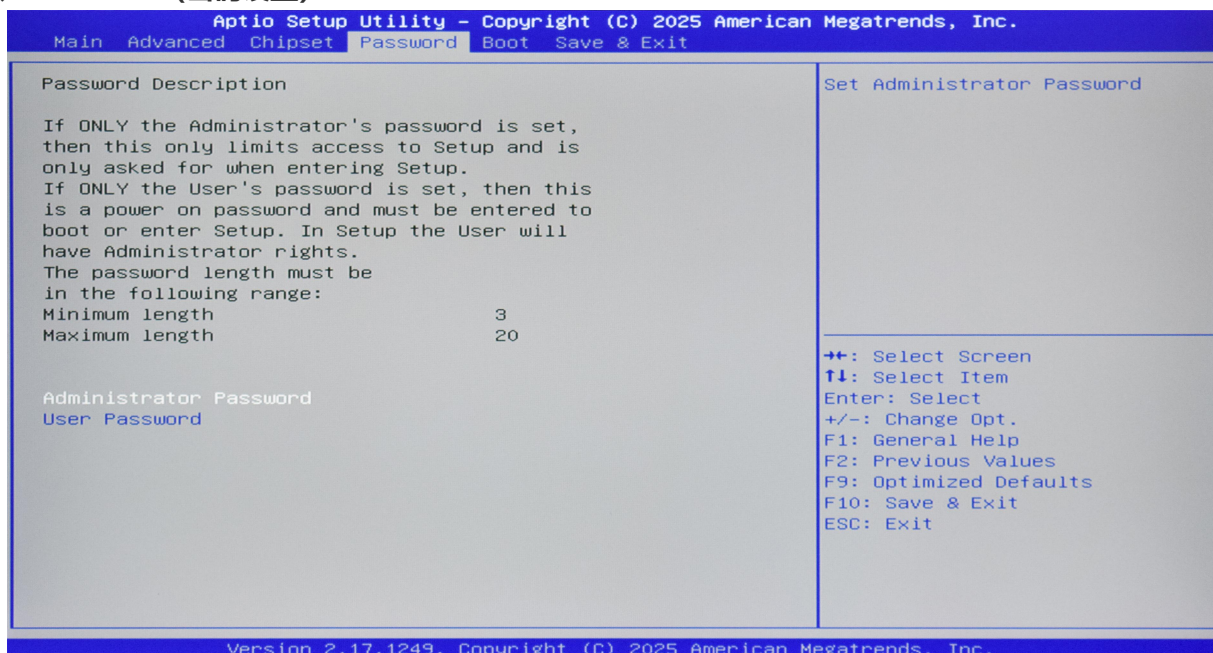 Aptio Setup Utility – Copyright (C) 2025 American Megatrends, Inc.
Main Advanced Chipset Password Boot Save & Exit
Password Description
If ONLY the Administrator's password is set,
then this only limits access to Setup and is
only asked for when entering Setup.
If ONLY the User's password is set, then this
is a power on password and must be entered to
boot or enter Setup. In Setup the User will
have Administrator rights.
The password length must be
in the following range:
Minimum length 3
Maximum length 20
Administrator Password
User Password
Set Administrator Password
→←: Select Screen
↑↓: Select Item
Enter: Select
+/-: Change Opt.
F1: General Help
F2: Previous Values
F9: Optimized Defaults
F10: Save & Exit
ESC: Exit
Version 2.17.1249. Copyright (C) 2025 American Megatrends, Inc.